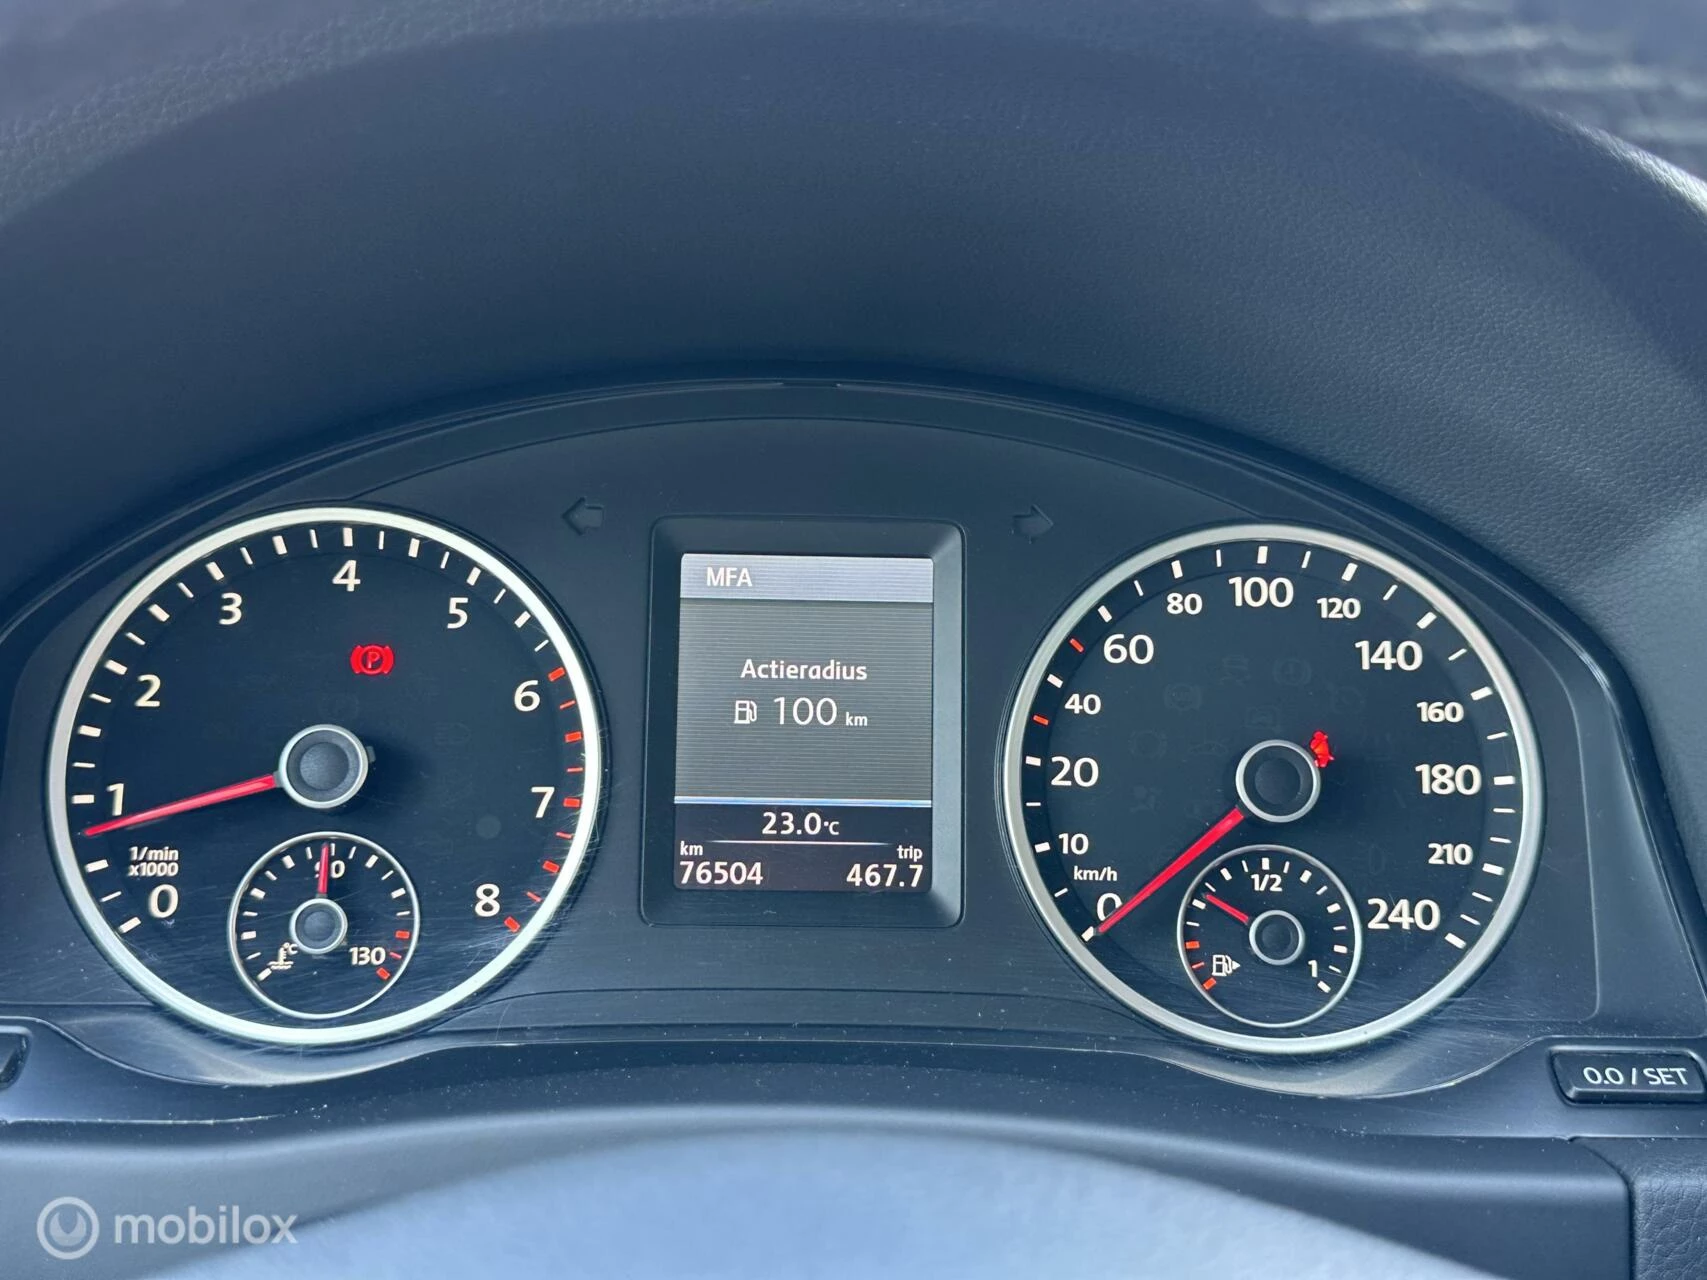 MFA
Actieradius
100 km
23.0°C
km
trip
76504
467.7
0
1
2
3
4
5
6
7
8
1/min
x1000
90
°C
130
0
10
20
40
60
80
100
120
140
160
180
210
240
km/h
1/2
1
P
0.0 / SET
mobilox